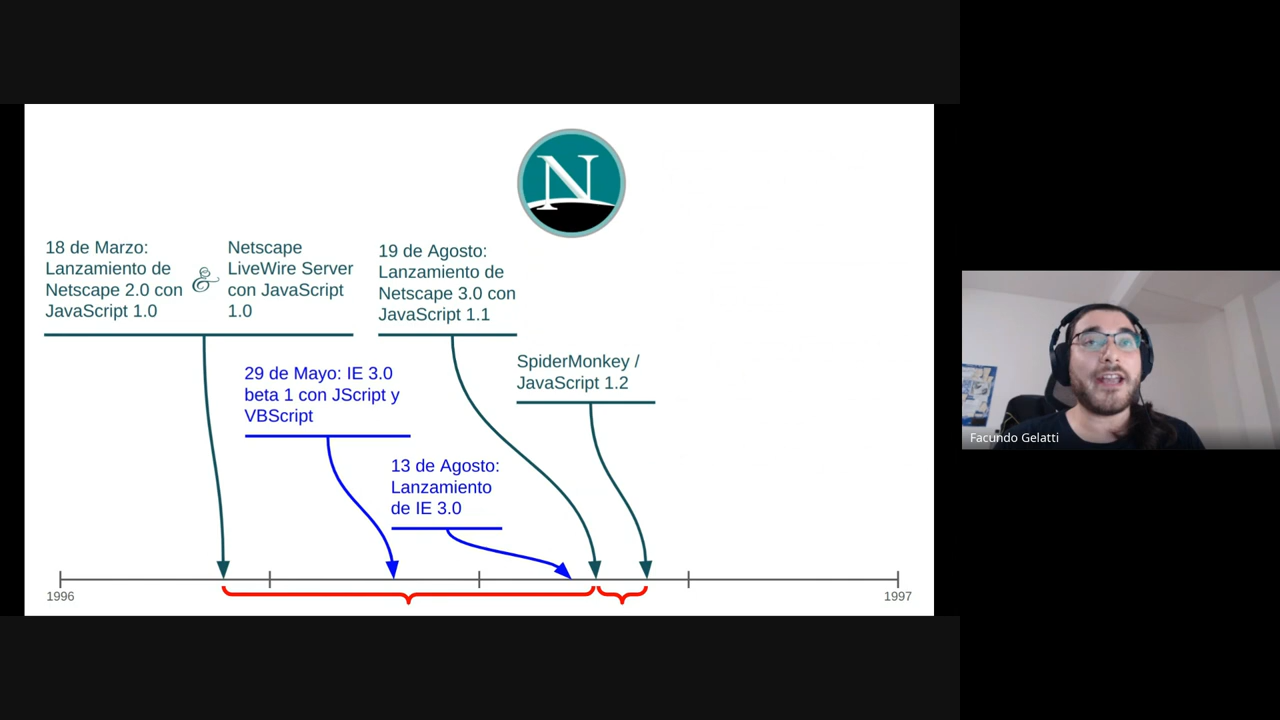 N
18 de Marzo:
Lanzamiento de
Netscape 2.0 con
JavaScript 1.0
&
Netscape
LiveWire Server
con JavaScript
1.0
19 de Agosto:
Lanzamiento de
Netscape 3.0 con
JavaScript 1.1
SpiderMonkey /
JavaScript 1.2
29 de Mayo: IE 3.0
beta 1 con JScript y
VBScript
13 de Agosto:
Lanzamiento
de IE 3.0
1996
1997
Facundo Gelatti